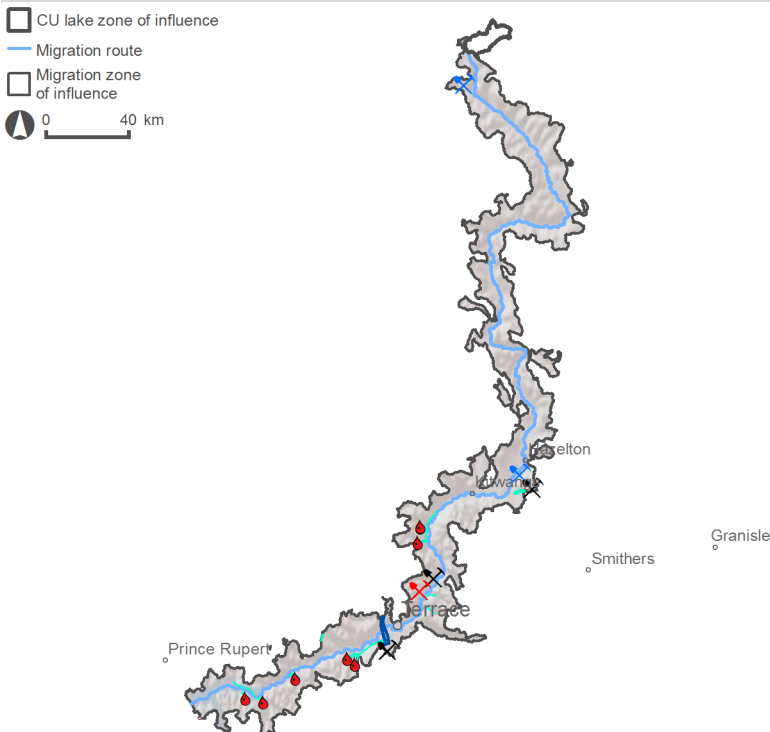 CU lake zone of influence
Migration route
Migration zone
of influence
0 40 km
Hazelton
Kitwanga
Granisle
Smithers
Terrace
Prince Rupert